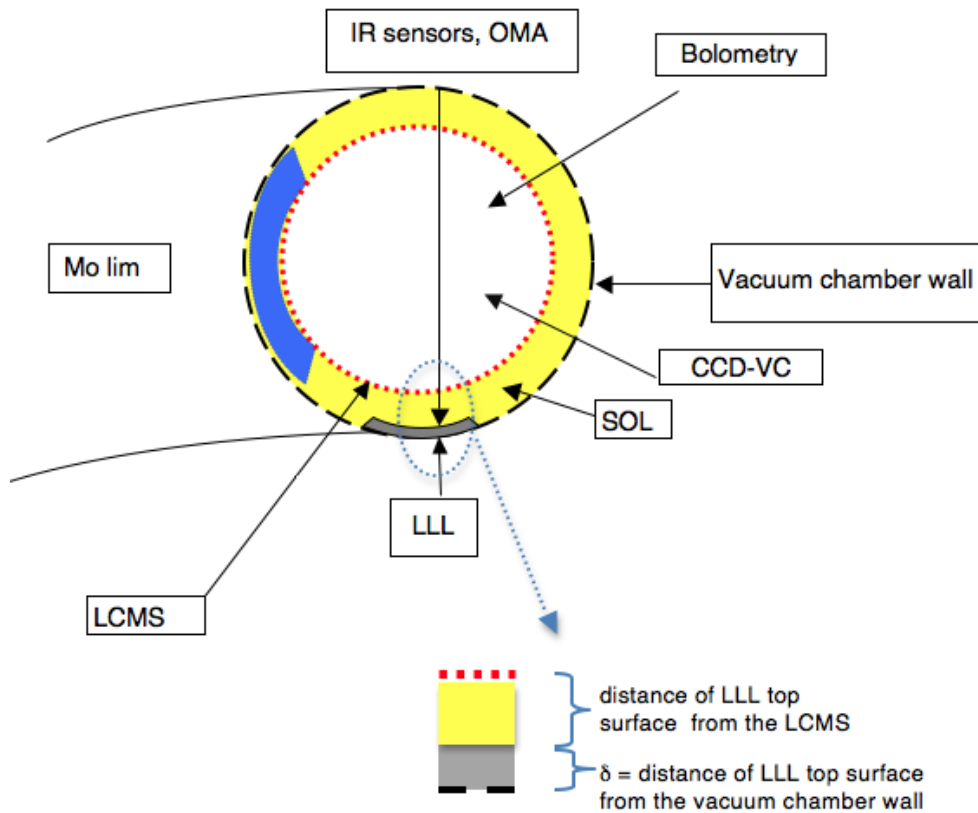 IR sensors, OMA
Bolometry
Mo lim
Vacuum chamber wall
CCD-VC
SOL
LLL
LCMS
distance of LLL top
surface from the LCMS
δ = distance of LLL top surface
from the vacuum chamber wall